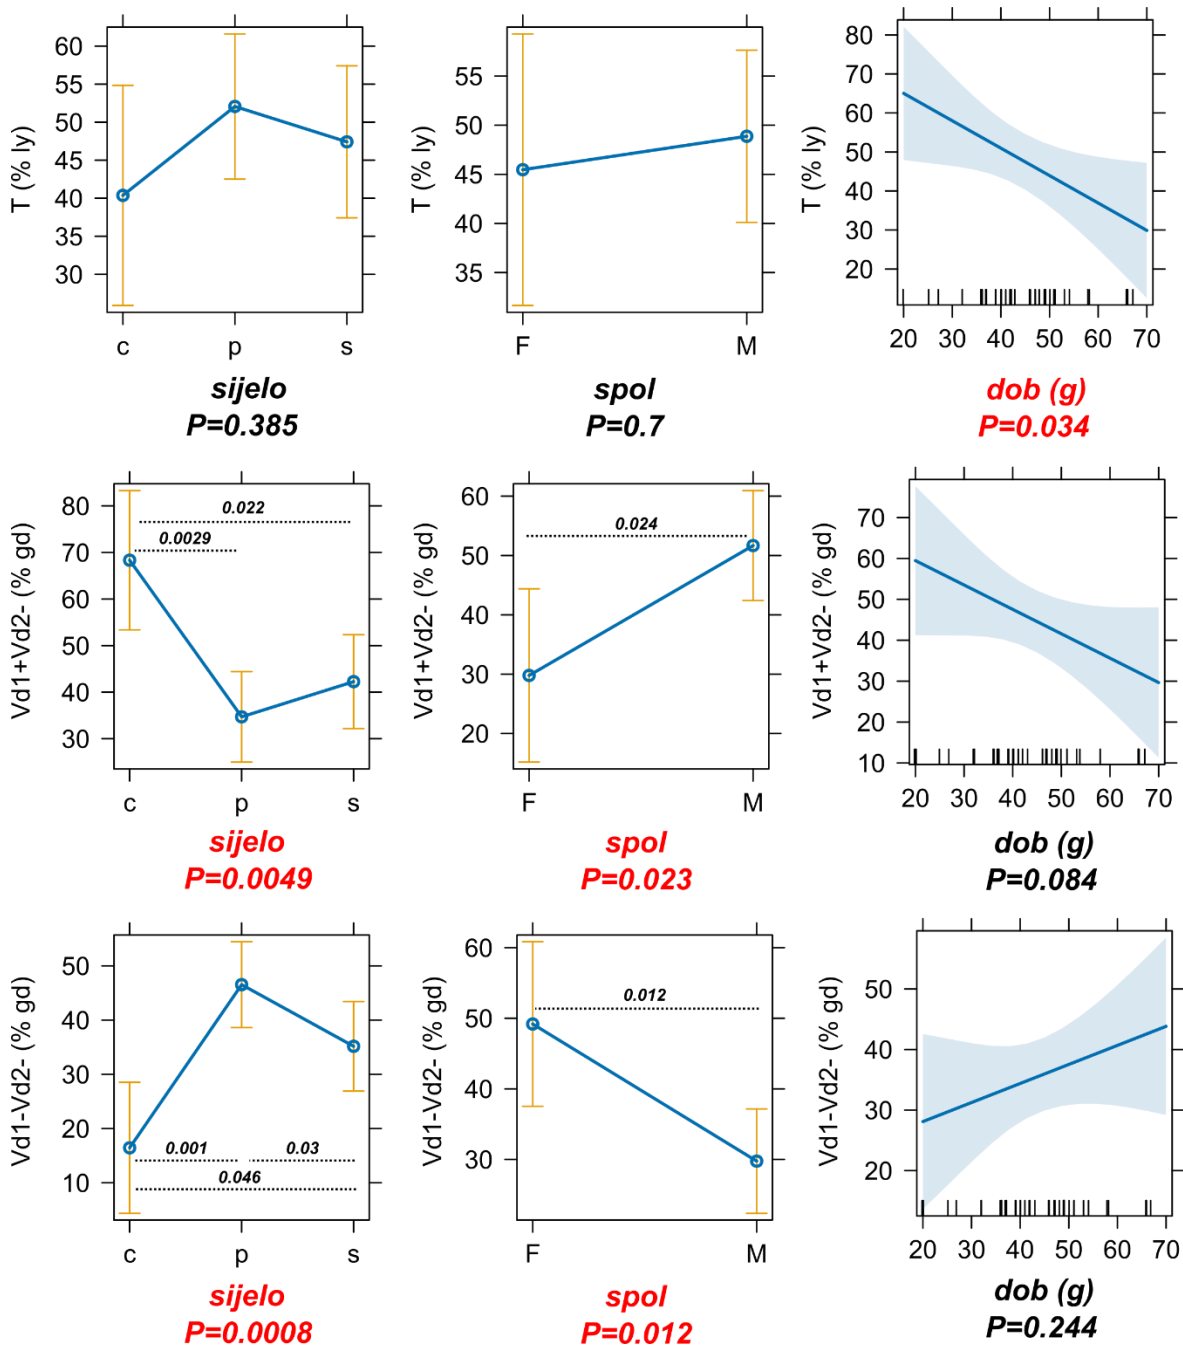 T (% ly)
60
55
50
45
40
35
30
c p s
sijelo
P=0.385
T (% ly)
55
50
45
40
35
F M
spol
P=0.7
T (% ly)
80
70
60
50
40
30
20
20 30 40 50 60 70
dob (g)
P=0.034
Vd1+Vd2- (% gd)
80
70
60
50
40
30
0.022
0.0029
c p s
sijelo
P=0.0049
Vd1+Vd2- (% gd)
60
50
40
30
20
0.024
F M
spol
P=0.023
Vd1+Vd2- (% gd)
70
60
50
40
30
20
10
20 30 40 50 60 70
dob (g)
P=0.084
Vd1-Vd2- (% gd)
50
40
30
20
10
0.001 0.03
0.046
c p s
sijelo
P=0.0008
Vd1-Vd2- (% gd)
60
50
40
30
0.012
F M
spol
P=0.012
Vd1-Vd2- (% gd)
50
40
30
20
20 30 40 50 60 70
dob (g)
P=0.244